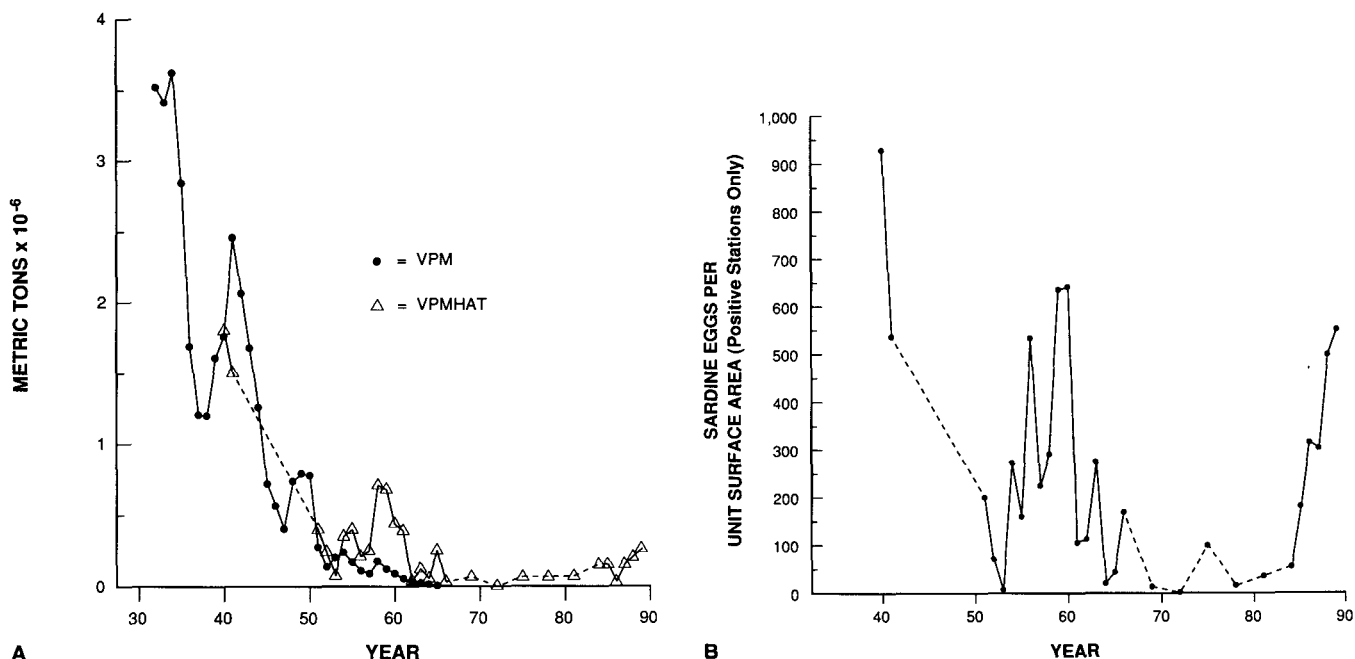 4
3
2
1
0
METRIC TONS x 10⁻⁶
● = VPM
△ = VPMHAT
30 40 50 60 70 80 90
YEAR
A
1,000
900
800
700
600
500
400
300
200
100
0
SARDINE EGGS PER
UNIT SURFACE AREA (Positive Stations Only)
40 50 60 70 80 90
YEAR
B